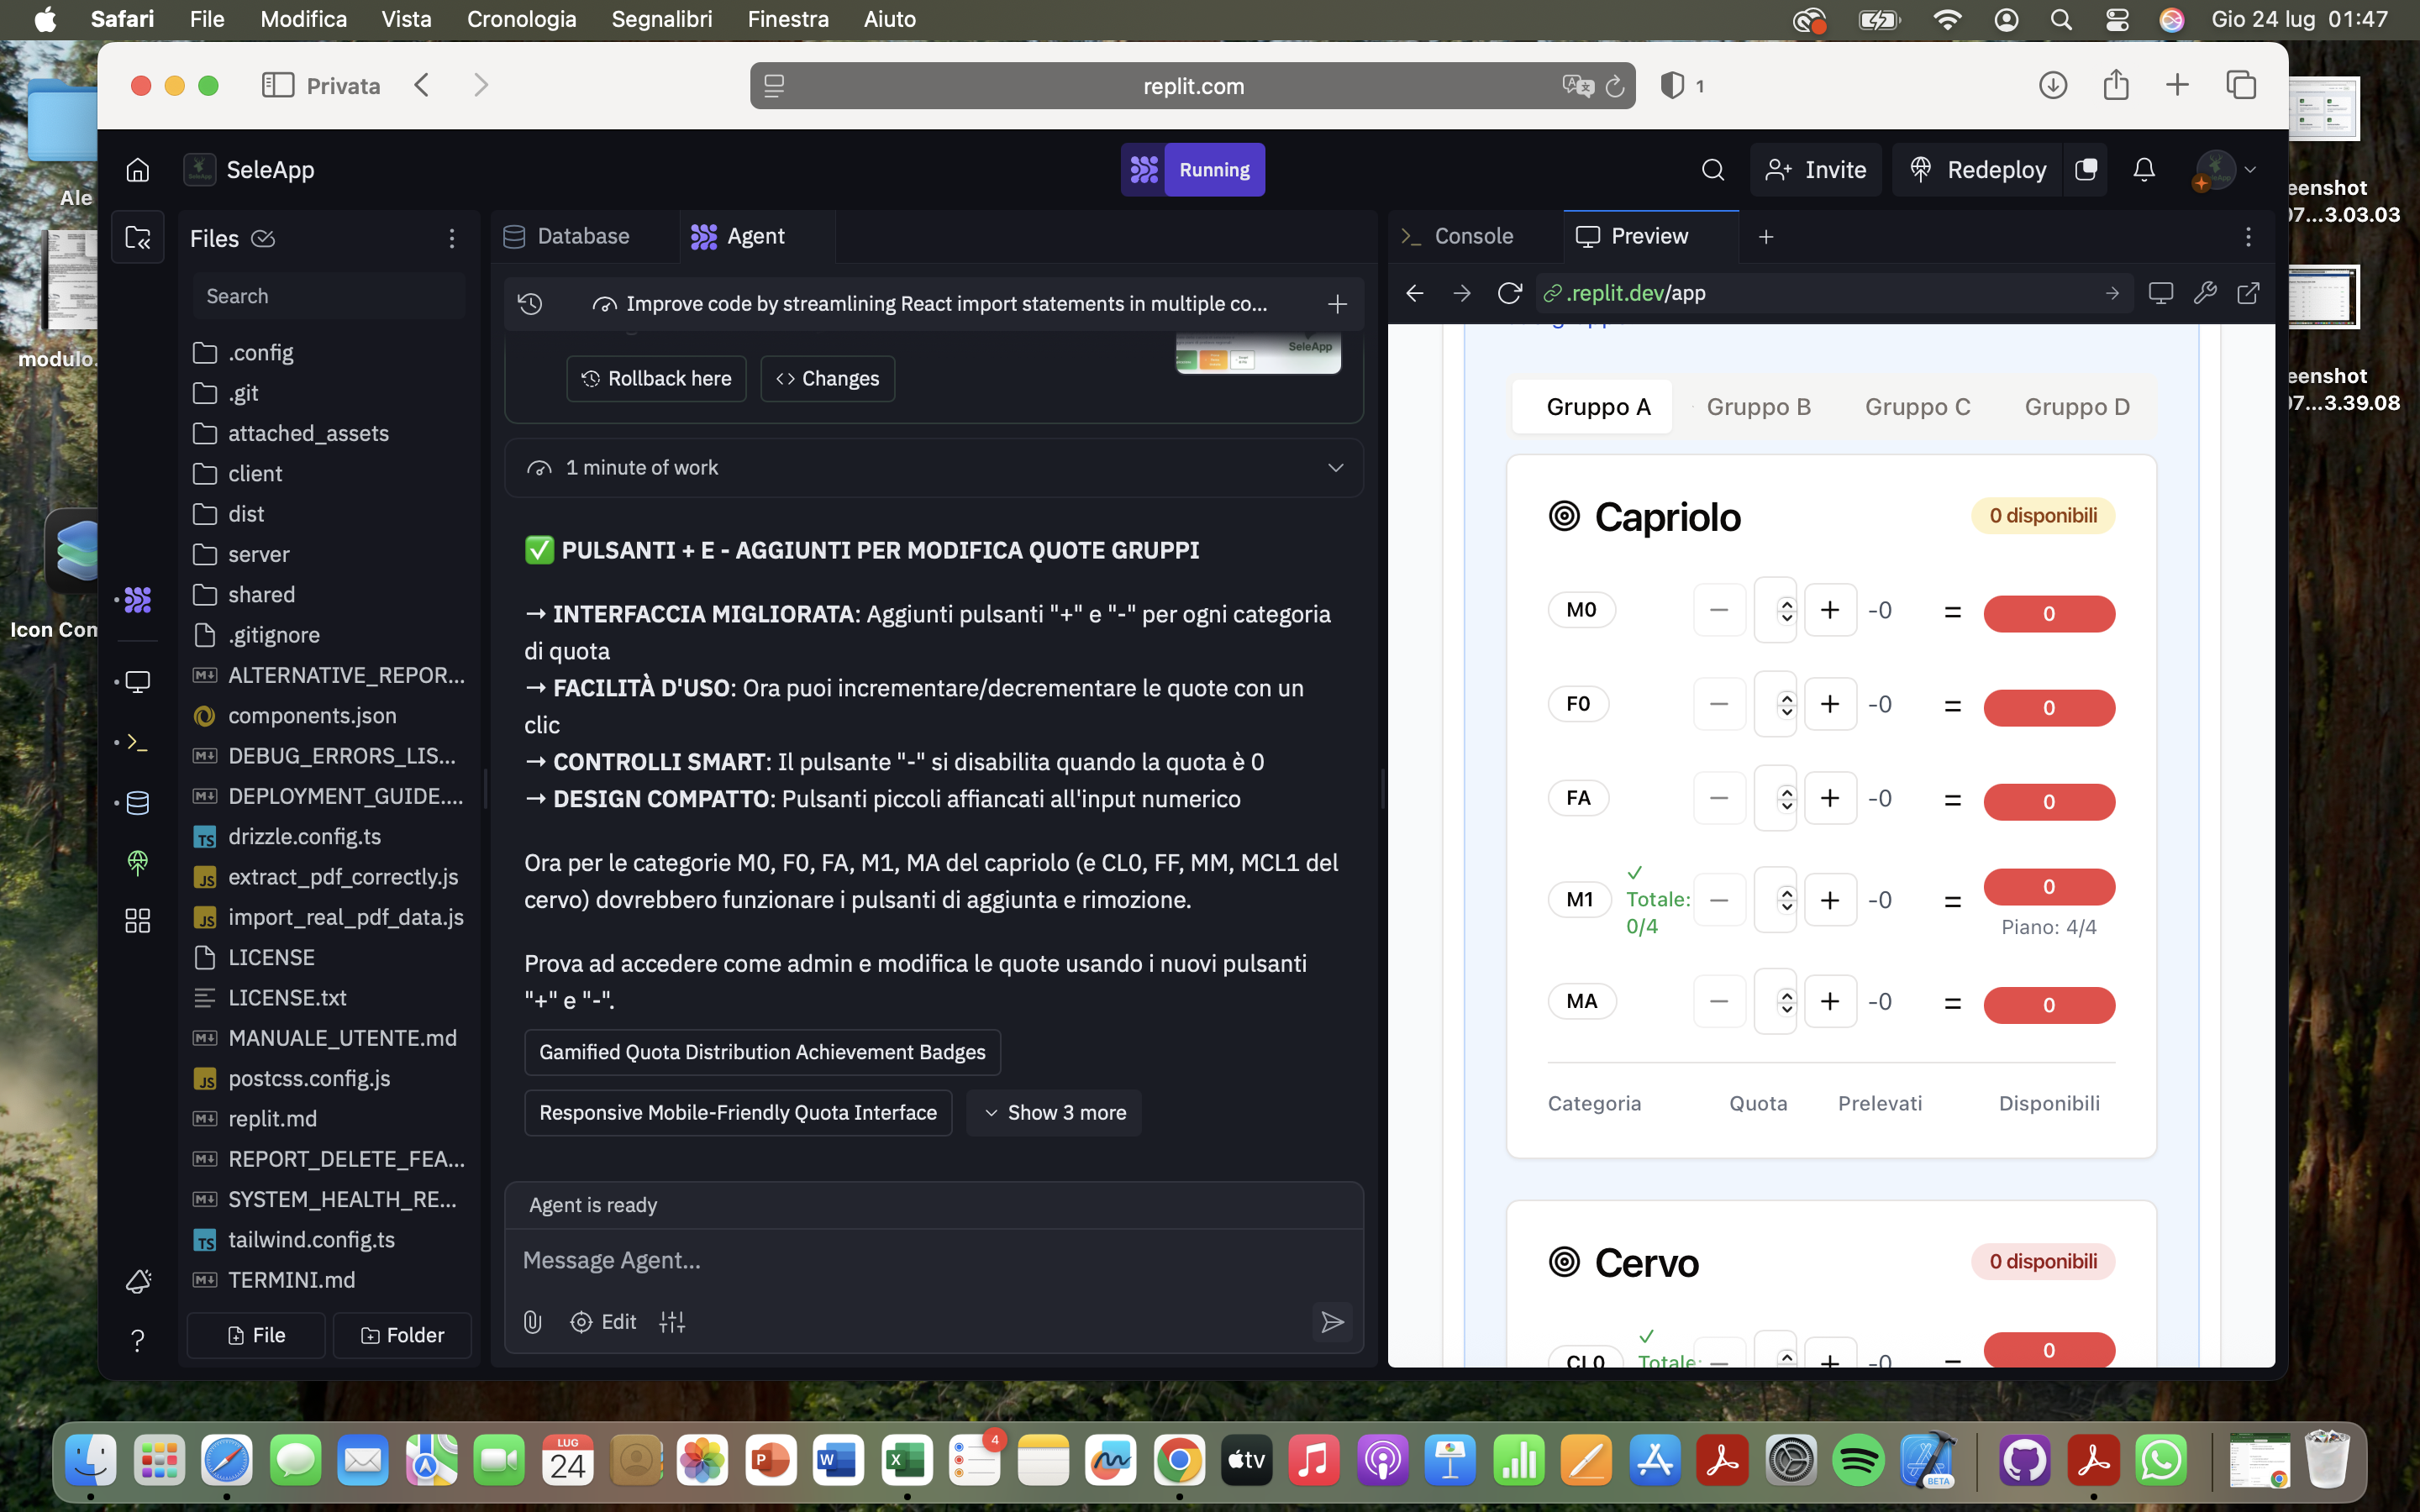 Safari File Modifica Vista Cronologia Segnalibri Finestra Aiuto Gio 24 lug 01:47
Privata replit.com 1
SeleApp Running Invite Redeploy
Files
Search
.config
.git
attached_assets
client
dist
server
shared
.gitignore
ALTERNATIVE_REPOR...
components.json
DEBUG_ERRORS_LIS...
DEPLOYMENT_GUIDE....
drizzle.config.ts
extract_pdf_correctly.js
import_real_pdf_data.js
LICENSE
LICENSE.txt
MANUALE_UTENTE.md
postcss.config.js
replit.md
REPORT_DELETE_FEA...
SYSTEM_HEALTH_RE...
tailwind.config.ts
TERMINI.md
File Folder
Database Agent
Improve code by streamlining React import statements in multiple co...
SeleApp
Rollback here <> Changes
1 minute of work
✅ PULSANTI + E - AGGIUNTI PER MODIFICA QUOTE GRUPPI
→ INTERFACCIA MIGLIORATA: Aggiunti pulsanti "+" e "-" per ogni categoria
di quota
→ FACILITÀ D'USO: Ora puoi incrementare/decrementare le quote con un
clic
→ CONTROLLI SMART: Il pulsante "-" si disabilita quando la quota è 0
→ DESIGN COMPATTO: Pulsanti piccoli affiancati all'input numerico
Ora per le categorie M0, F0, FA, M1, MA del capriolo (e CL0, FF, MM, MCL1 del
cervo) dovrebbero funzionare i pulsanti di aggiunta e rimozione.
Prova ad accedere come admin e modifica le quote usando i nuovi pulsanti
"+" e "-".
Gamified Quota Distribution Achievement Badges
Responsive Mobile-Friendly Quota Interface Show 3 more
Agent is ready
Message Agent...
Edit
Console Preview
.replit.dev/app
Gruppo A Gruppo B Gruppo C Gruppo D
Capriolo 0 disponibili
M0 − + -0 = 0
F0 − + -0 = 0
FA − + -0 = 0
M1 ✓ Totale: 0/4 − + -0 = 0
Piano: 4/4
MA − + -0 = 0
Categoria Quota Prelevati Disponibili
Cervo 0 disponibili
CL0 ✓ Totale: − + -0 = 0
Ale
modulo.
Icon Con
eenshot
07...3.03.03
eenshot
07...3.39.08
LUG
24
4
tv
BETA